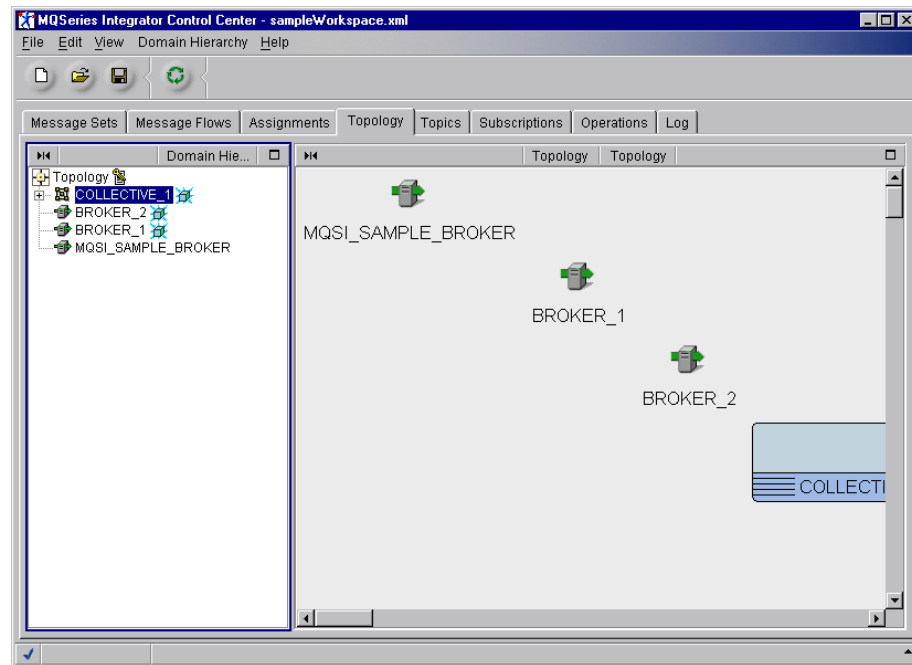 MQSeries Integrator Control Center - sampleWorkspace.xml
File Edit View Domain Hierarchy Help
Message Sets Message Flows Assignments Topology Topics Subscriptions Operations Log
Domain Hie... Topology Topology
Topology
COLLECTIVE_1
BROKER_2
BROKER_1
MQSI_SAMPLE_BROKER
MQSI_SAMPLE_BROKER
BROKER_1
BROKER_2
COLLECTI